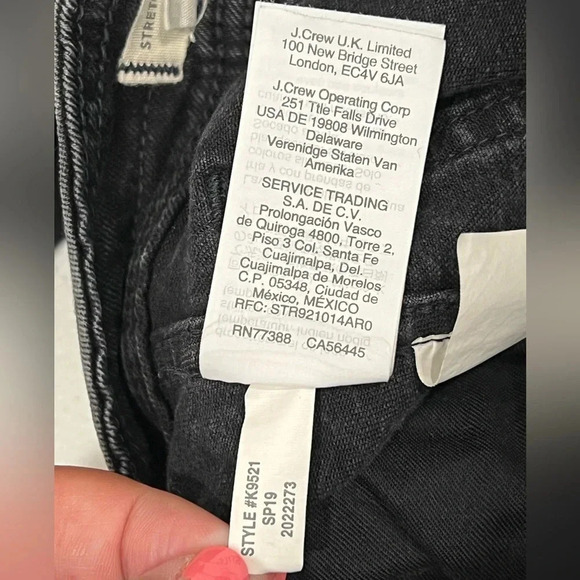 STRETCH
J.Crew U.K. Limited
100 New Bridge Street
London, EC4V 6JA
J.Crew Operating Corp
251 Ttle Falls Drive
USA DE 19808 Wilmington
Delaware
Verenidge Staten Van
Amerika
SERVICE TRADING
S.A. DE C.V.
Prolongación Vasco
de Quiroga 4800, Torre 2,
Piso 3 Col. Santa Fe
Cuajimalpa, Del.
Cuajimalpa de Morelos
C.P. 05348, Ciudad de
México, MÉXICO
RFC: STR921014AR0
RN77388 CA56445
STYLE #K9521
SP19
2022273